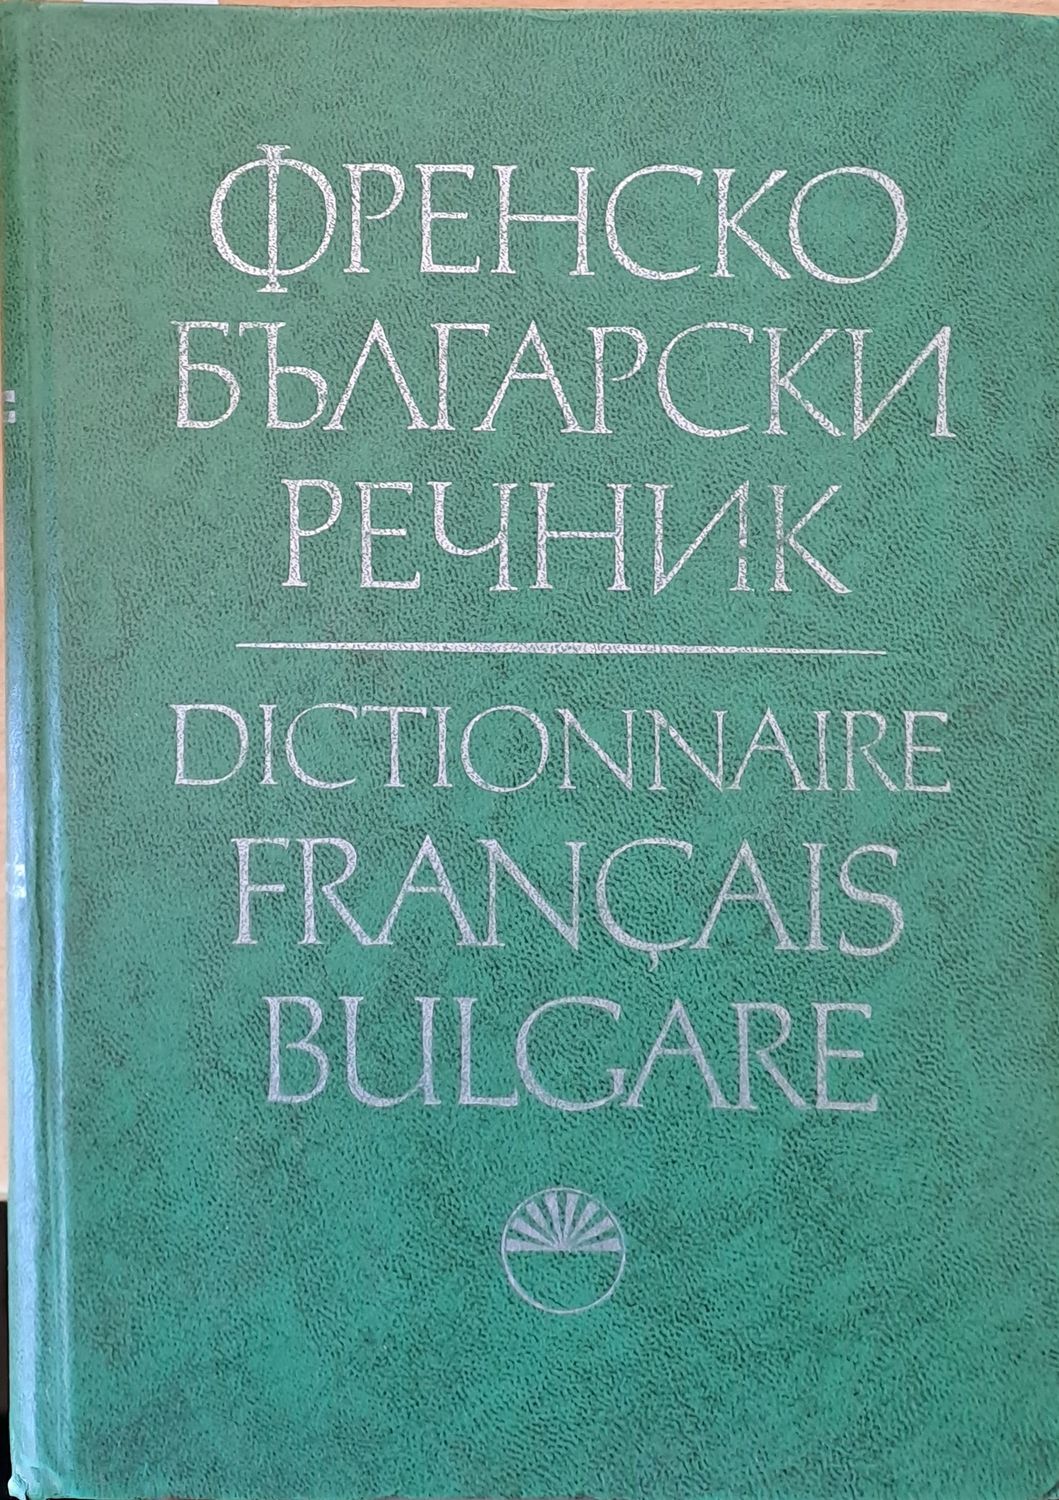 ФРЕНСКО
БЪЛГАРСКИ
РЕЧНИК
DICTIONNAIRE
FRANÇAIS
BULGARE